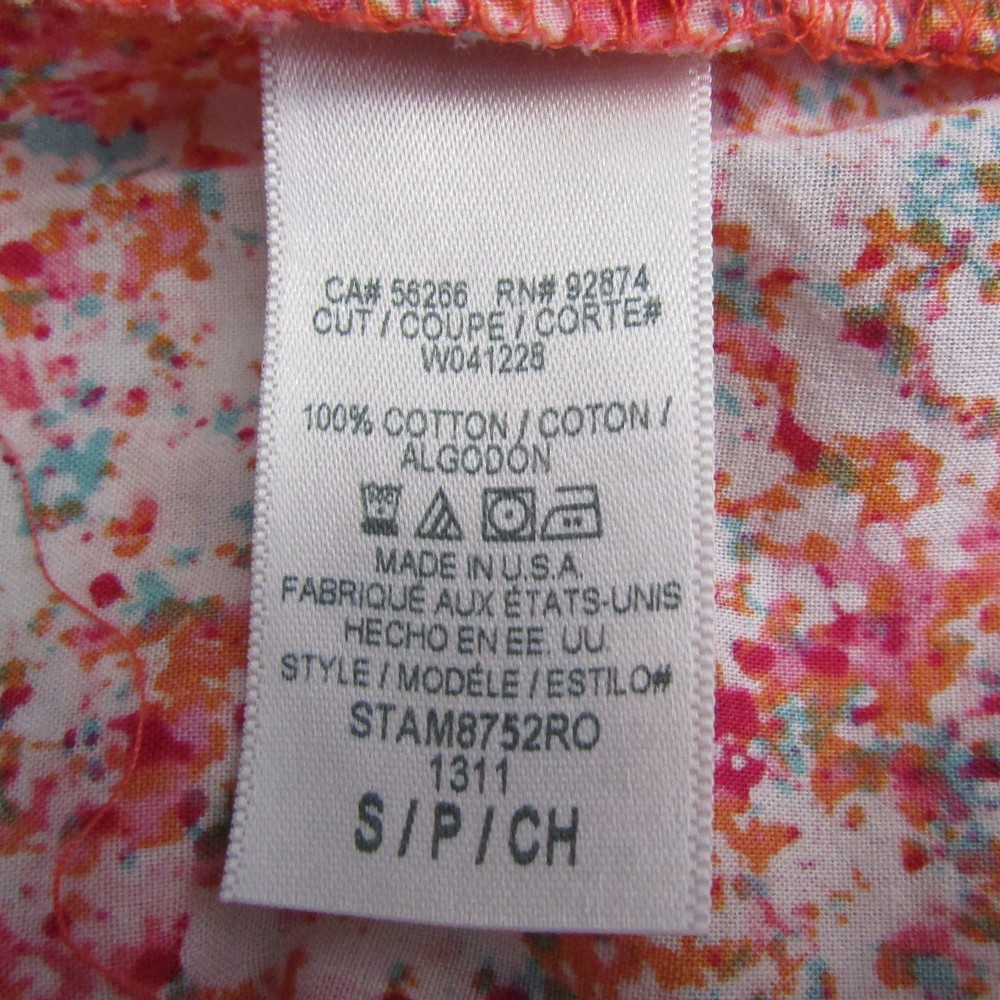 CA# 56266 RN# 92874
CUT / COUPE / CORTE#
W041228
100% COTTON / COTON /
ALGODÓN
MADE IN U.S.A.
FABRIQUÉ AUX ÉTATS-UNIS
HECHO EN EE. UU
STYLE / MODÉLE / ESTILO#
STAM8752RO
1311
S / P / CH